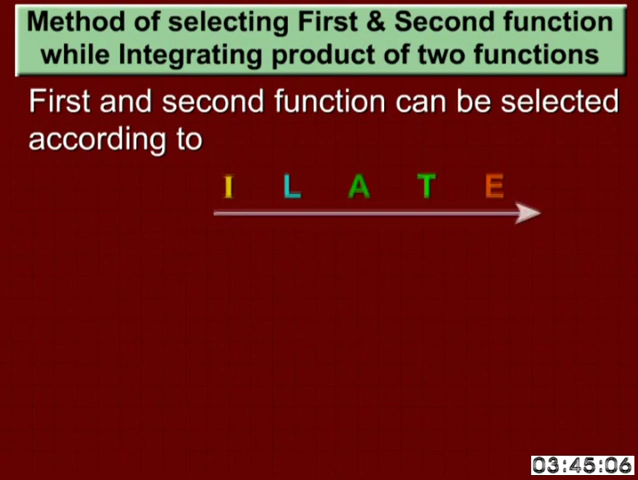 Method of selecting First & Second function
while Integrating product of two functions
First and second function can be selected
according to
I L A T E
03:45:06